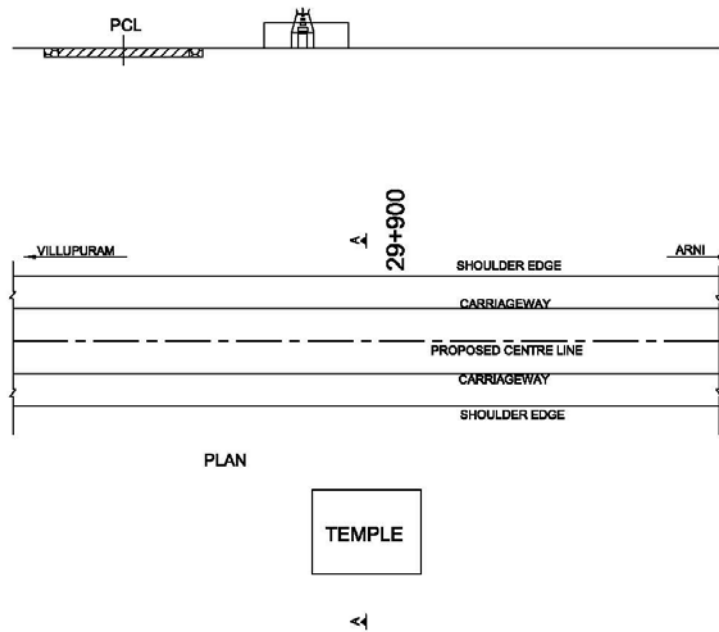 PCL
A
29+900
VILLUPURAM
ARNI
SHOULDER EDGE
CARRIAGEWAY
PROPOSED CENTRE LINE
CARRIAGEWAY
SHOULDER EDGE
PLAN
TEMPLE
A